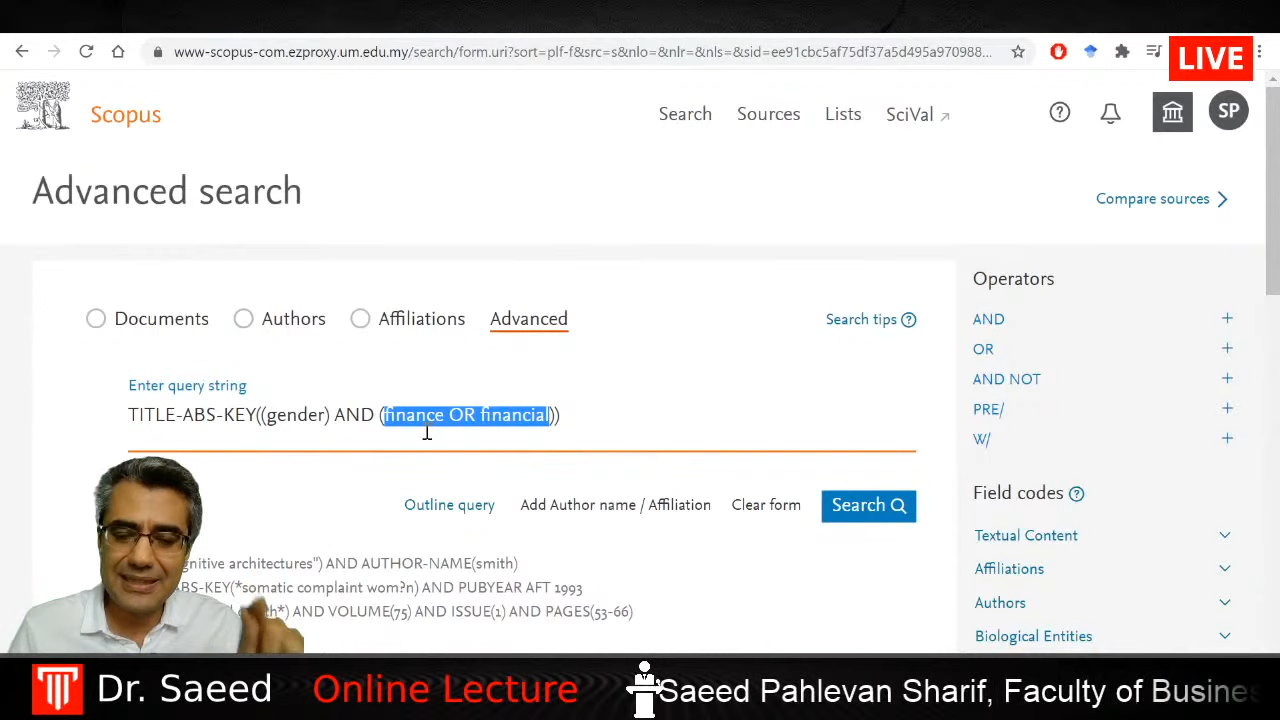 www-scopus-com.ezproxy.um.edu.my/search/form.uri?sort=plf-f&src=s&nlo=&nlr=&nls=&sid=ee91cbc5af75df37a5d495a970988...
LIVE
Scopus
Search Sources Lists SciVal
SP
Advanced search
Compare sources
Documents Authors Affiliations Advanced
Search tips
Enter query string
TITLE-ABS-KEY((gender) AND (finance OR financial))
Outline query Add Author name / Affiliation Clear form Search
gnitive architectures") AND AUTHOR-NAME(smith)
ABS-KEY(*somatic complaint wom?n) AND PUBYEAR AFT 1993
*) AND VOLUME(75) AND ISSUE(1) AND PAGES(53-66)
Operators
AND +
OR +
AND NOT +
PRE/ +
W/ +
Field codes
Textual Content
Affiliations
Authors
Biological Entities
Dr. Saeed Online Lecture Saeed Pahlevan Sharif, Faculty of Busines